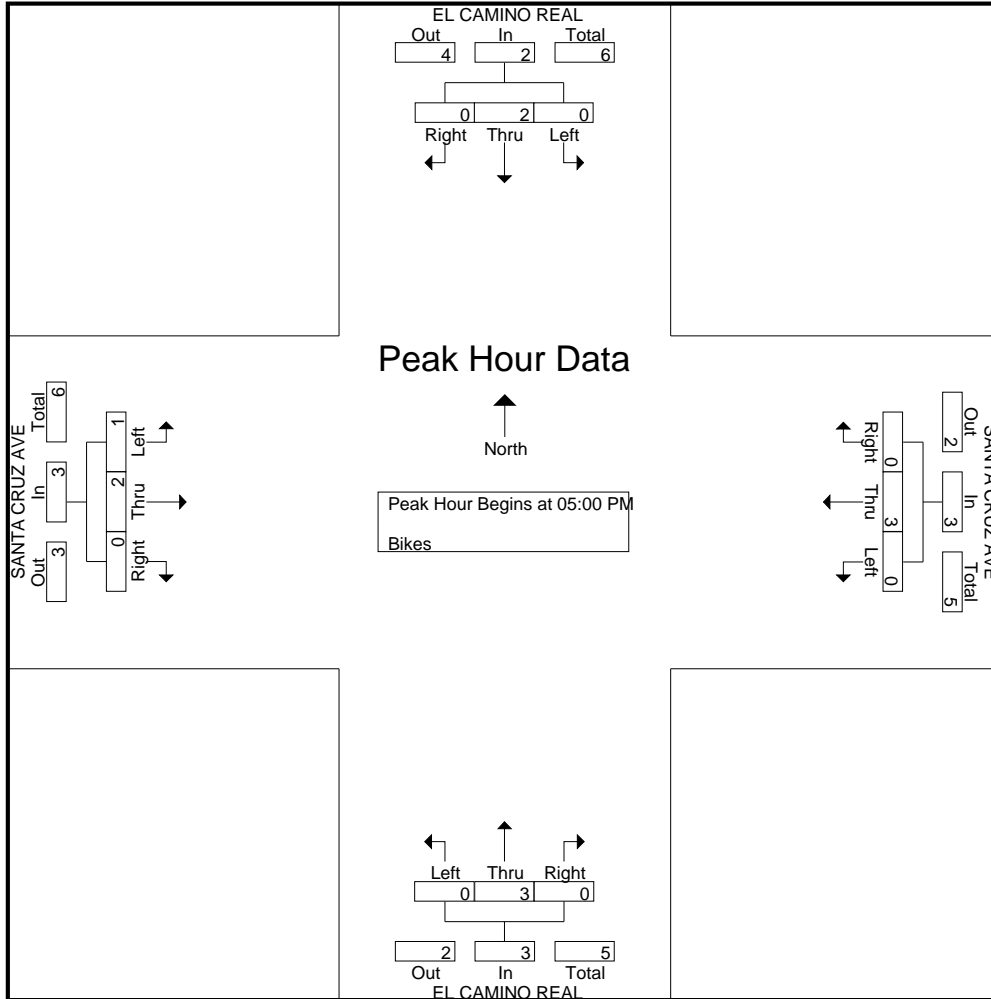 EL CAMINO REAL
Out In Total
4 2 6
0 2 0
Right Thru Left
Peak Hour Data
North
Peak Hour Begins at 05:00 PM
Bikes
SANTA CRUZ AVE
Out In Total
3 3 6
0 2 1
Right Thru Left
SANTA CRUZ AVE
Out In Total
2 3 5
0 3 0
Right Thru Left
Left Thru Right
0 3 0
2 3 5
Out In Total
EL CAMINO REAL